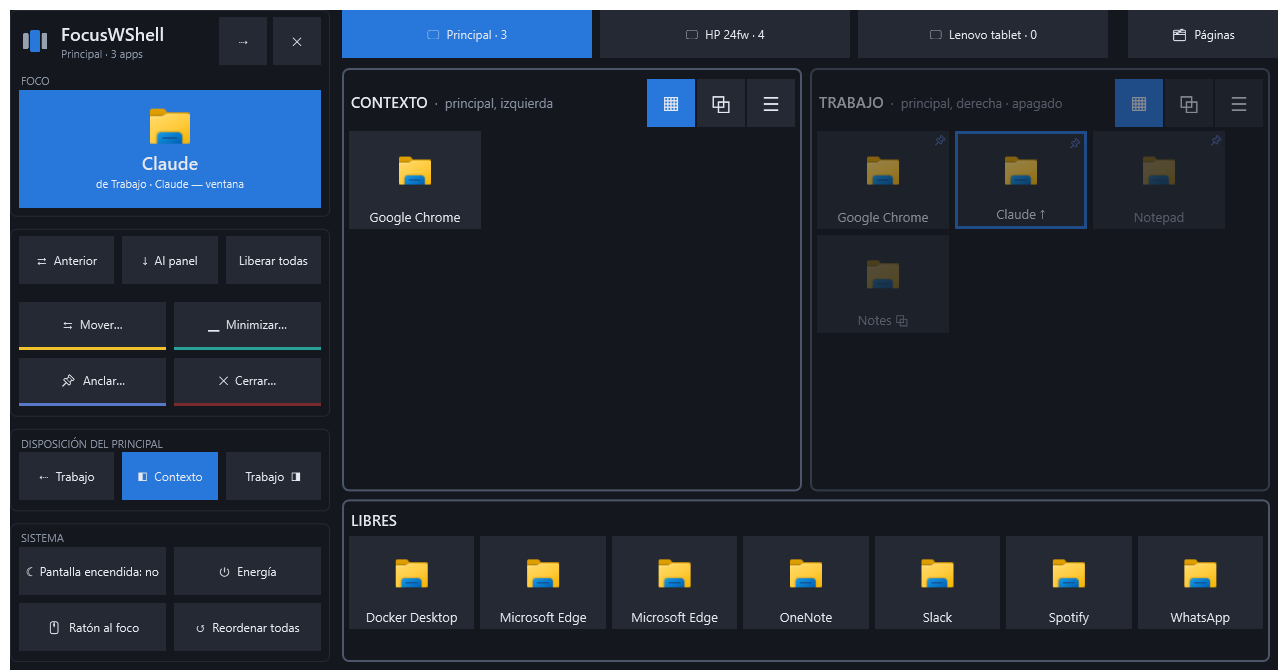 FocusWShell
Principal · 3 apps
→
FOCO
Claude
de Trabajo · Claude — ventana
Anterior
↓ Al panel
Liberar todas
Mover...
Minimizar...
Anclar...
Cerrar...
DISPOSICIÓN DEL PRINCIPAL
← Trabajo
Contexto
Trabajo
SISTEMA
Pantalla encendida: no
Energía
Ratón al foco
Reordenar todas
Principal · 3
HP 24fw · 4
Lenovo tablet · 0
Páginas
CONTEXTO · principal, izquierda
Google Chrome
TRABAJO · principal, derecha · apagado
Google Chrome
Claude ↑
Notepad
Notes
LIBRES
Docker Desktop
Microsoft Edge
Microsoft Edge
OneNote
Slack
Spotify
WhatsApp